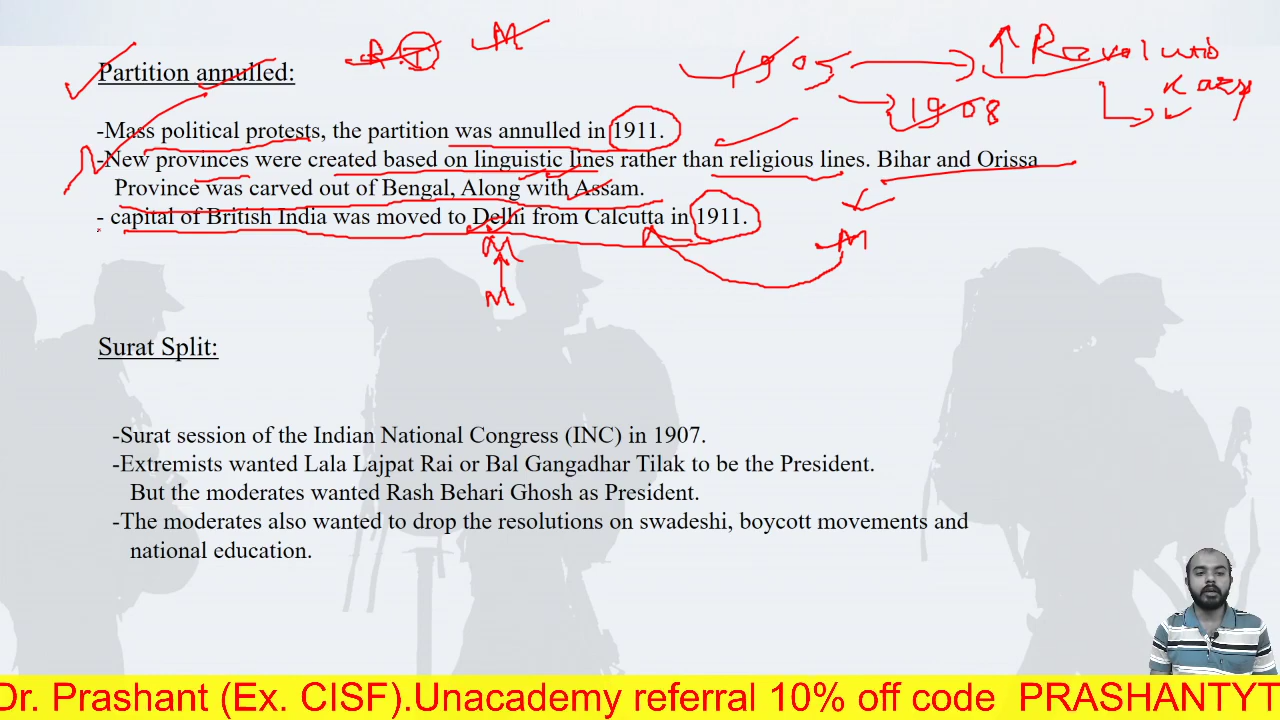 R.T M
1905 ↑ Revolutio
1908
Partition annulled:
-Mass political protests, the partition was annulled in 1911.
-New provinces were created based on linguistic lines rather than religious lines. Bihar and Orissa
Province was carved out of Bengal, Along with Assam.
- capital of British India was moved to Delhi from Calcutta in 1911.
M M
M
Surat Split:
-Surat session of the Indian National Congress (INC) in 1907.
-Extremists wanted Lala Lajpat Rai or Bal Gangadhar Tilak to be the President.
But the moderates wanted Rash Behari Ghosh as President.
-The moderates also wanted to drop the resolutions on swadeshi, boycott movements and
national education.
Dr. Prashant (Ex. CISF).Unacademy referral 10% off code PRASHANTYT